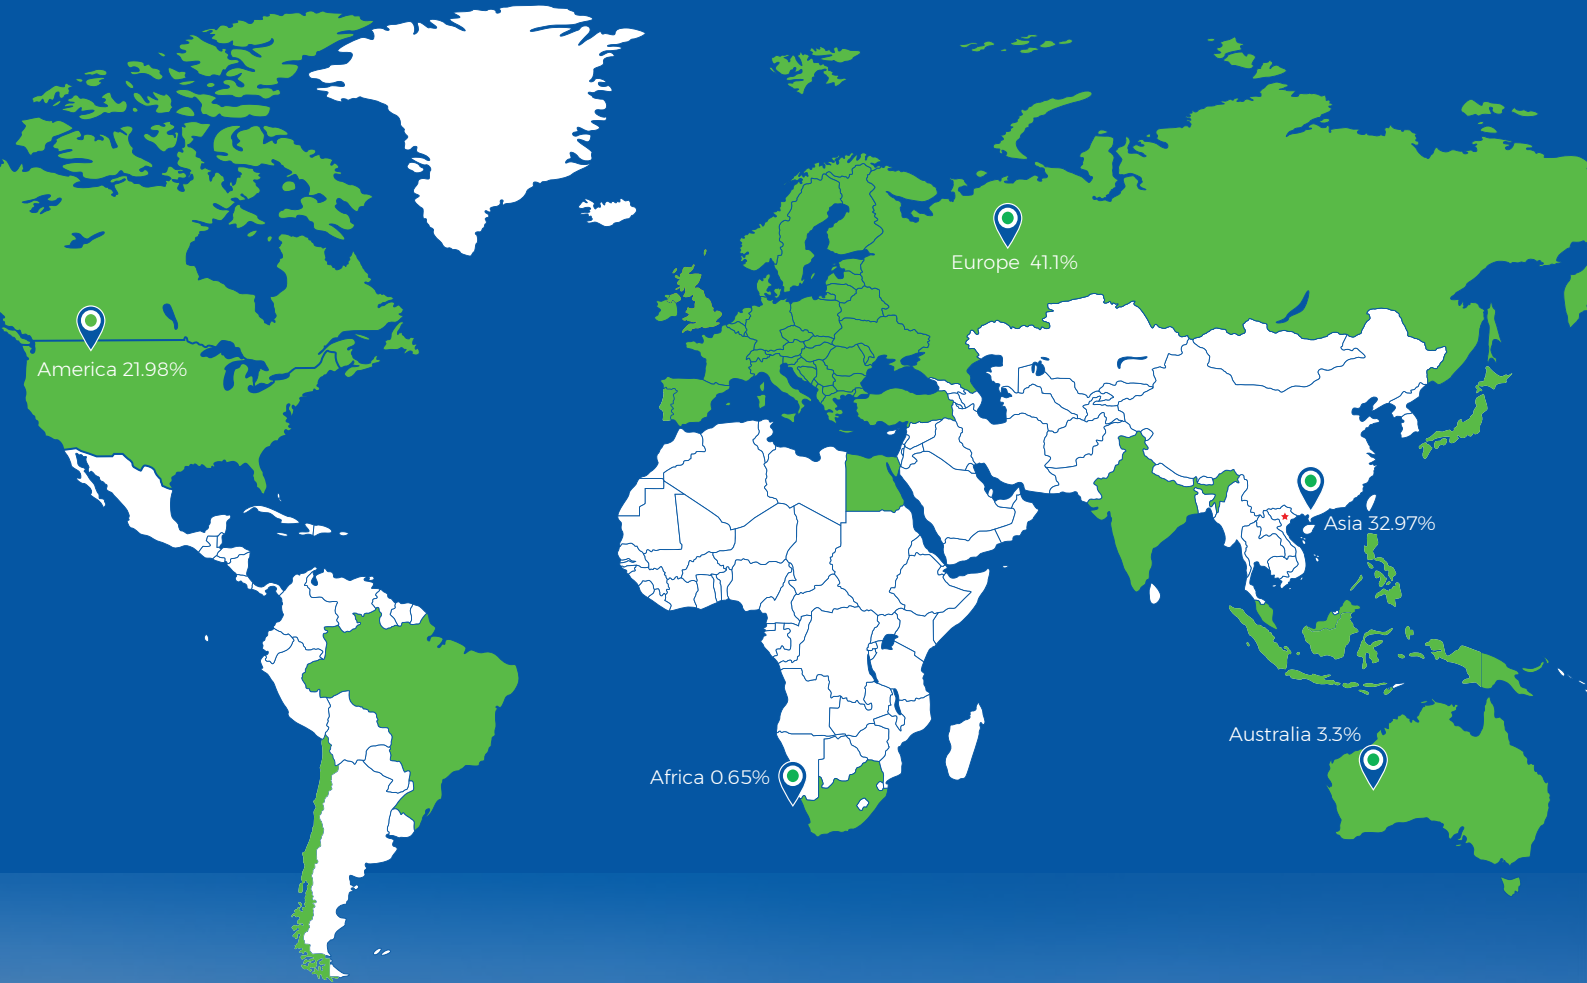 Europe 41.1%
America 21.98%
Asia 32.97%
Australia 3.3%
Africa 0.65%